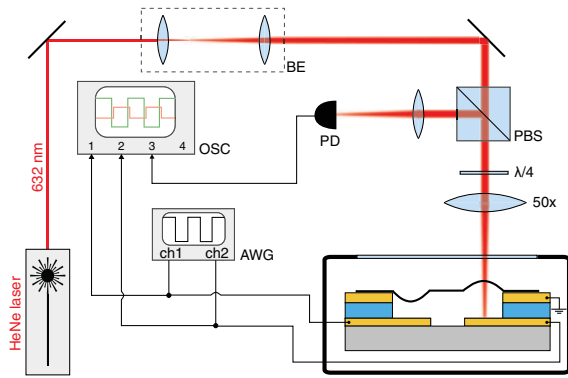 BE
OSC
1 2 3 4
PD
PBS
λ/4
50x
632 nm
ch1 ch2 AWG
HeNe laser